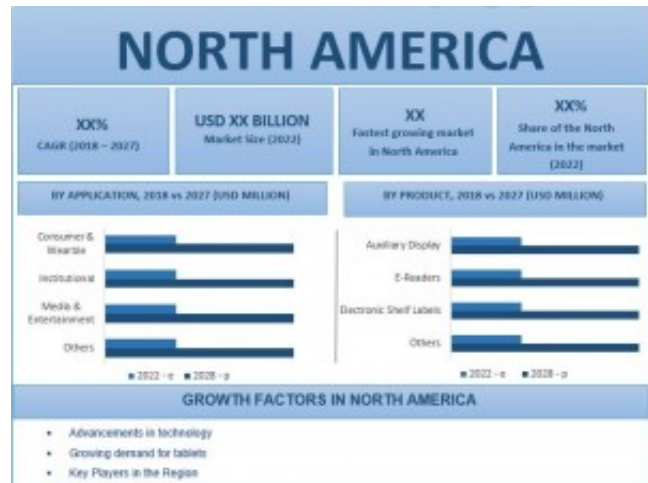 NORTH AMERICA
XX%
CAGR (2018 – 2027)
USD XX BILLION
Market Size (2022)
XX
Fastest growing market
in North America
XX%
Share of the North
America in the market
(2022)
BY APPLICATION, 2018 vs 2027 (USD MILLION)
Consumer &
Wearble
Institutional
Media &
Entertainment
Others
2022 - e 2028 - p
BY PRODUCT, 2018 vs 2027 (USD MILLION)
Auxiliary Display
E-Readers
Electronic Shelf Labels
Others
2022 - e 2028 - p
GROWTH FACTORS IN NORTH AMERICA
• Advancements in technology
• Growing demand for tablets
• Key Players in the Region